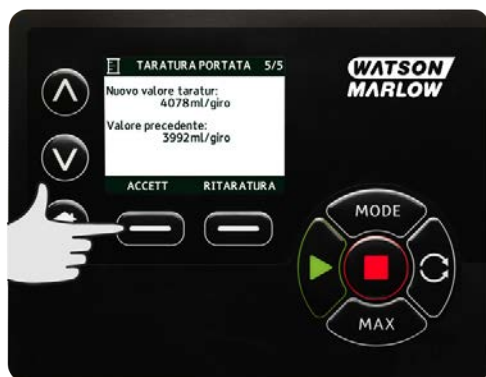 TARATURA PORTATA 5/5
WATSON
MARLOW
Nuovo valore taratur:
4078ml/giro
Valore precedente:
3992ml/giro
ACCETT RITARATURA
MODE
MAX